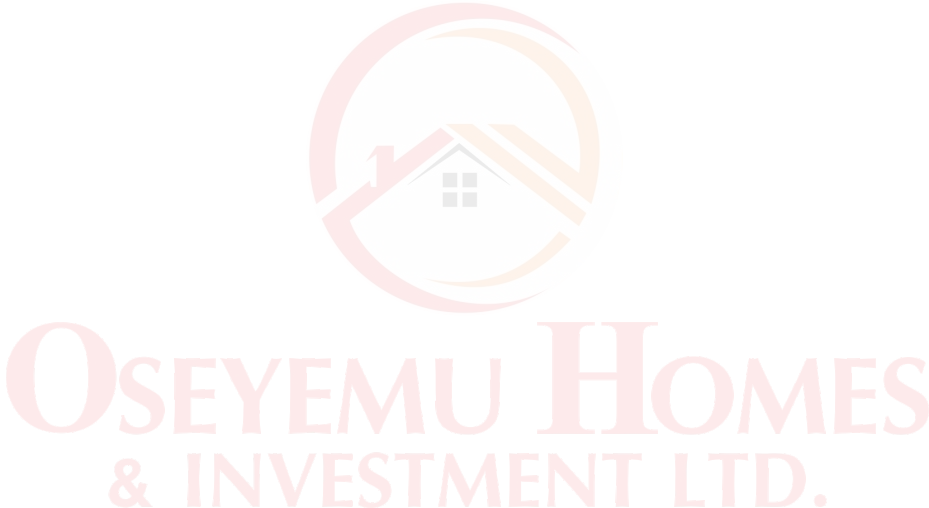 OSEYEMU HOMES
& INVESTMENT LTD.